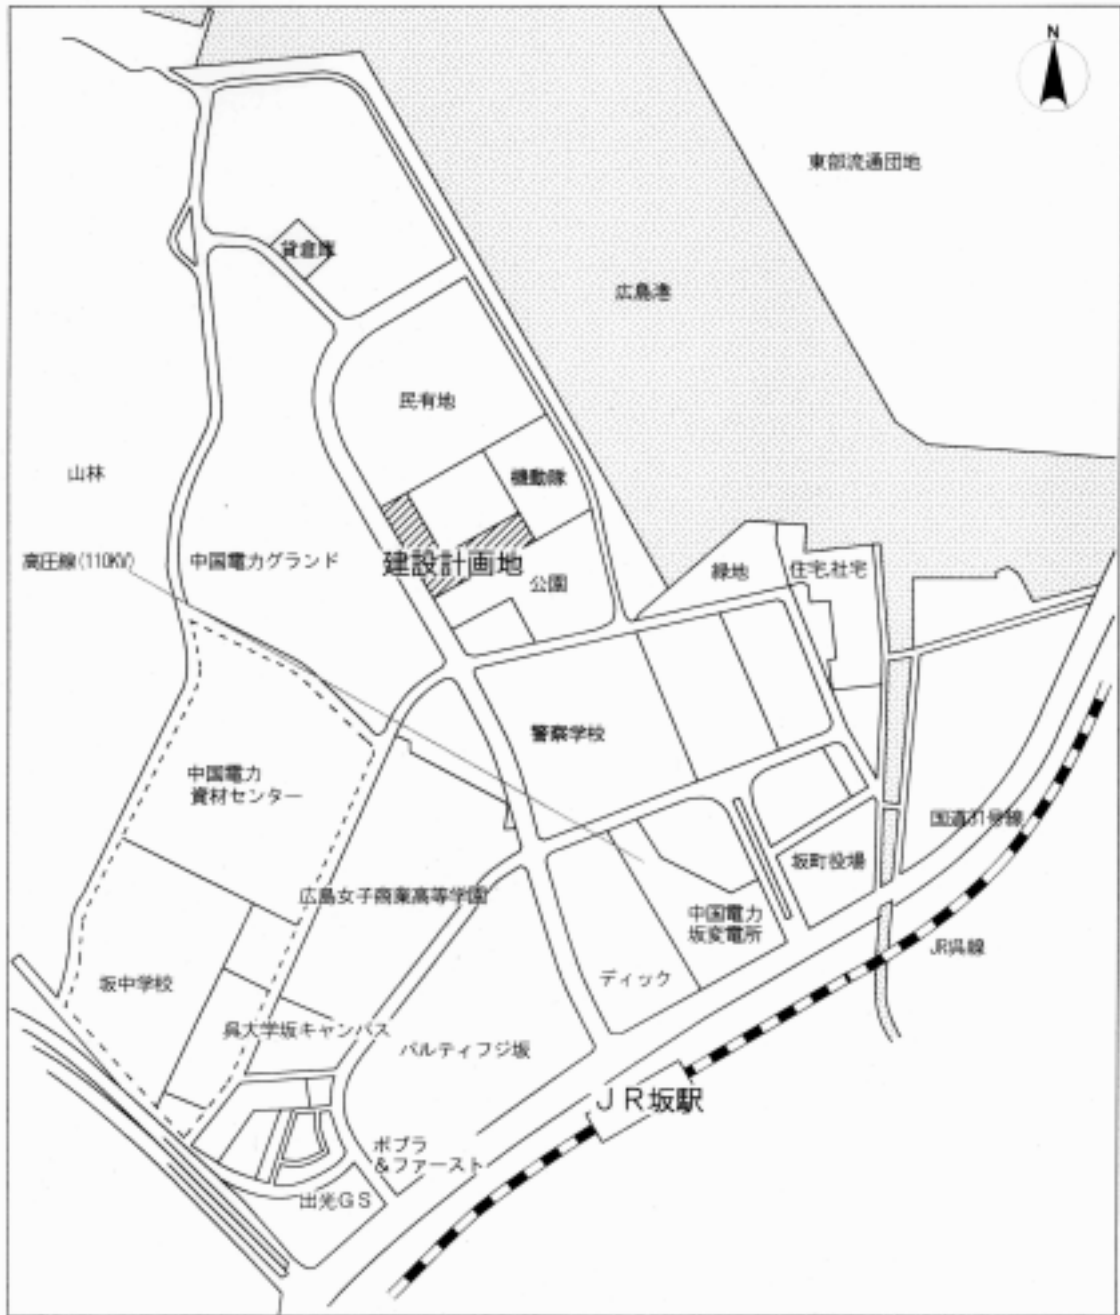 N
東部流通団地
貸倉庫
広島港
民有地
山林
機動隊
高圧線(110KV)
中国電力グランド
建設計画地
公園
緑地
住宅,社宅
警察学校
中国電力
資材センター
国道31号線
坂町役場
広島女子商業高等学園
中国電力
坂変電所
JR呉線
坂中学校
ディック
呉大学坂キャンパス
パルティフジ坂
JR坂駅
ポプラ
&ファースト
出光GS